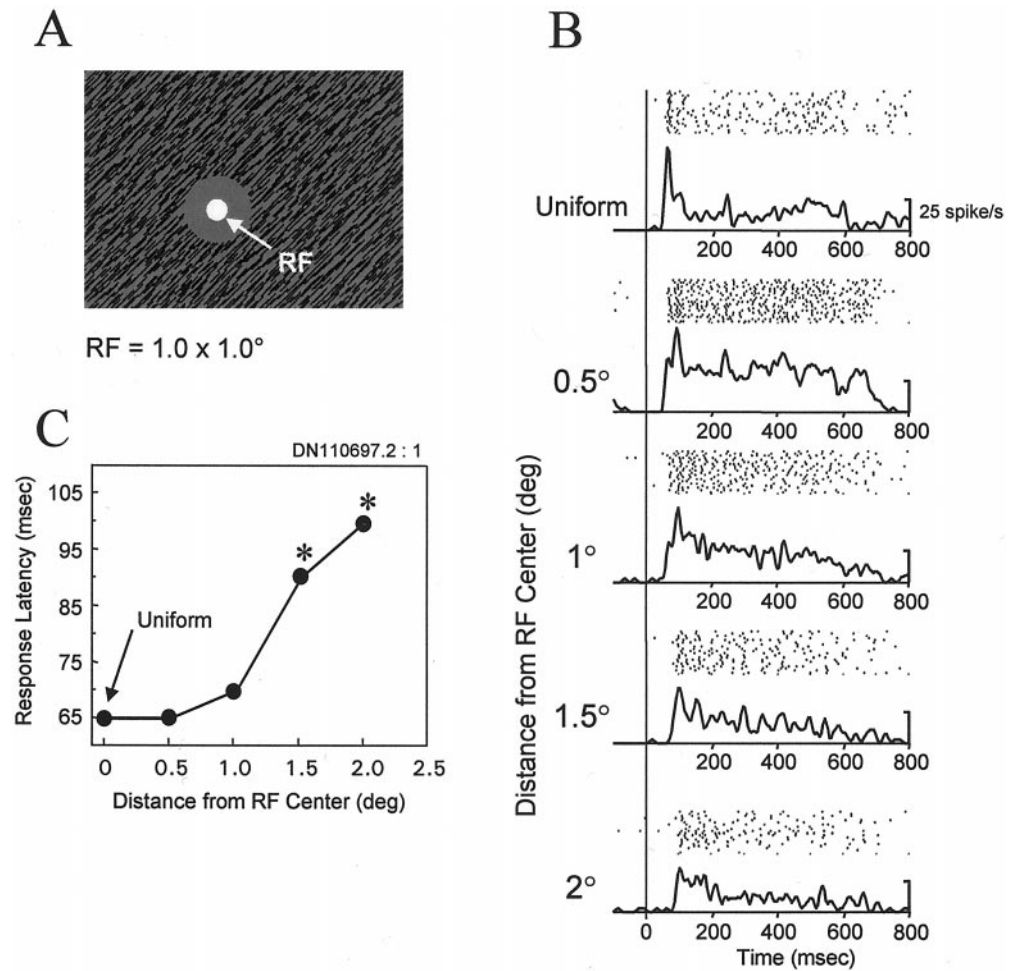 A
RF
RF = 1.0 x 1.0°
B
Uniform
25 spike/s
200 400 600 800
0.5°
200 400 600 800
1°
200 400 600 800
1.5°
200 400 600 800
2°
0 200 400 600 800
Time (msec)
Distance from RF Center (deg)
C
DN110697.2 : 1
Response Latency (msec)
105
95
85
75
65
Uniform
*
*
0 0.5 1.0 1.5 2.0 2.5
Distance from RF Center (deg)